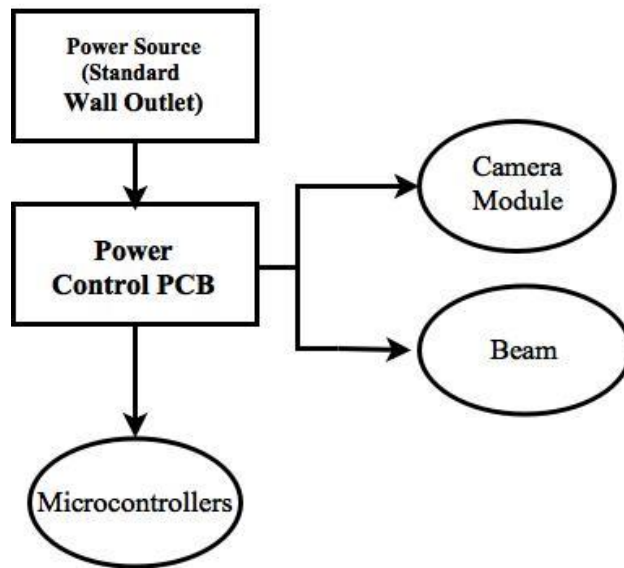 Power Source
(Standard
Wall Outlet)
Camera
Module
Power
Control PCB
Beam
Microcontrollers